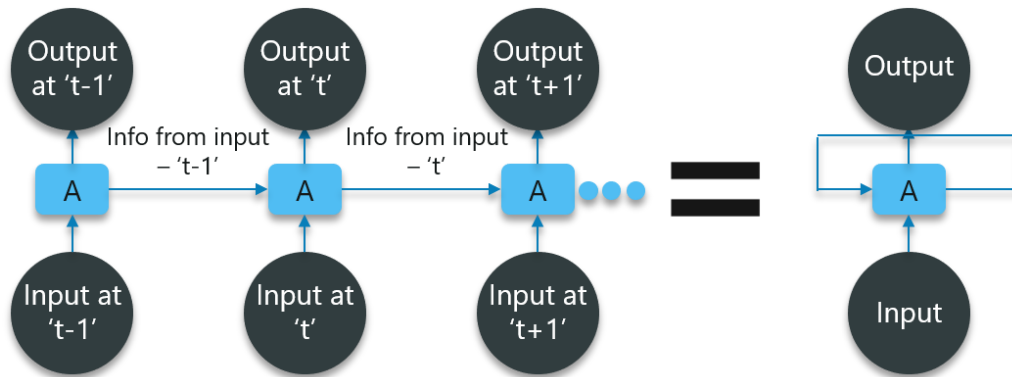 Output
at ‘t-1’
Output
at ‘t’
Output
at ‘t+1’
Output
Info from input
– ‘t-1’
Info from input
– ‘t’
A
A
A
A
Input at
‘t-1’
Input at
‘t’
Input at
‘t+1’
Input